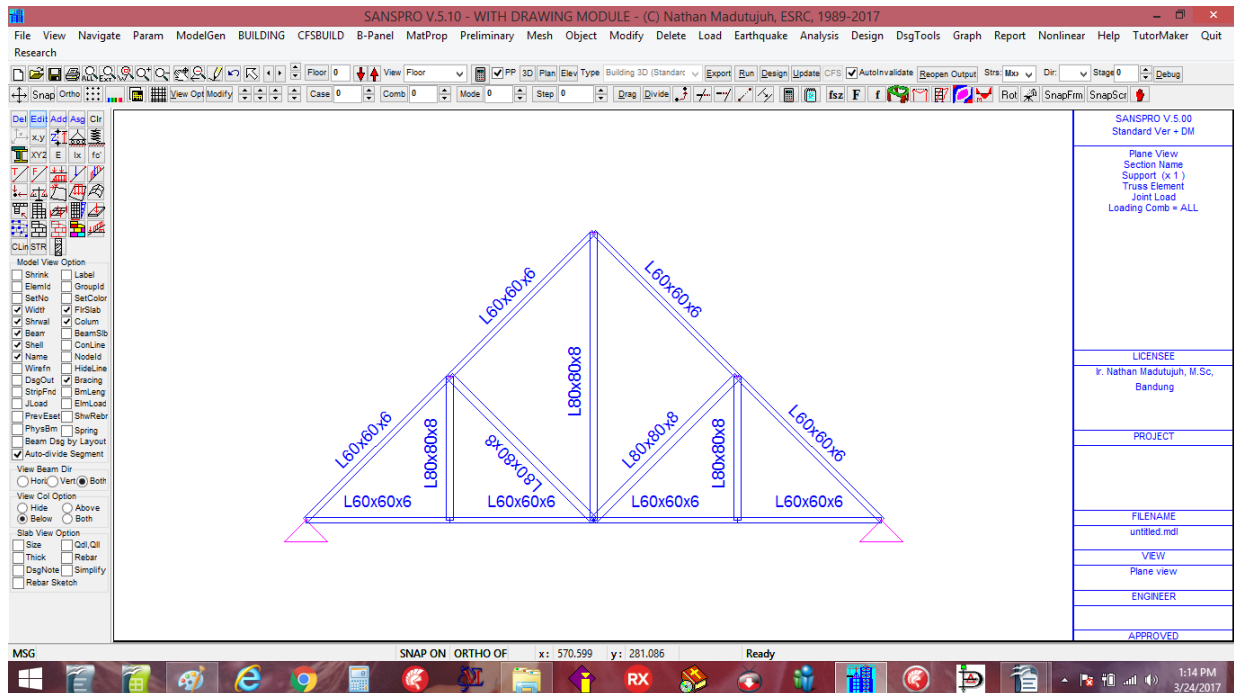 SANSPRO V.5.10 - WITH DRAWING MODULE - (C) Nathan Madutujuh, ESRC, 1989-2017
File View Navigate Param ModelGen BUILDING CFSBUILD B-Panel MatProp Preliminary Mesh Object Modify Delete Load Earthquake Analysis Design DsgTools Graph Report Nonlinear Help TutorMaker Quit
Research
Floor 0 View Floor PP 3D Plan Elev Type Building 3D (Standarc Export Run Design Update CFS AutoInvalidate Reopen Output Strs: Mxx Dir: Stage 0 Debug
Snap Ortho View Opt Modify Case 0 Comb 0 Mode 0 Step 0 Drag Divide fsz F f Rot SnapFrm SnapScr
Del Edit Add Asg Clr
x.y
XYZ E Ix fc'
CLin STR
Model View Option
Shrink Label
ElemId GroupId
SetNo SetColor
Width FlrSlab
Shrwal Colum
Beam BeamSlb
Shell ConLine
Name NodeId
Wirefn HideLine
DsgOut Bracing
StripFnd BmLeng
JLoad ElmLoad
PrevEset ShwRebr
PhysBm Spring
Beam Dsg by Layout
Auto-divide Segment
View Beam Dir
Hori Vert Both
View Col Option
Hide Above
Below Both
Slab View Option
Size Qdl,Qll
Thick Rebar
DsgNote Simplify
Rebar Sketch
L60x60x6
L60x60x6
L80x80x8
L60x60x6
L80x80x8
L80x80x8
L80x80x8
L80x80x8
L60x60x6
L60x60x6
L60x60x6
L60x60x6
L60x60x6
SANSPRO V.5.00
Standard Ver + DM
Plane View
Section Name
Support (x 1 )
Truss Element
Joint Load
Loading Comb = ALL
LICENSEE
Ir. Nathan Madutujuh, M.Sc,
Bandung
PROJECT
FILENAME
untitled.mdl
VIEW
Plane view
ENGINEER
APPROVED
MSG SNAP ON ORTHO OF x: 570.599 y: 281.086 Ready
RX
1:14 PM
3/24/2017